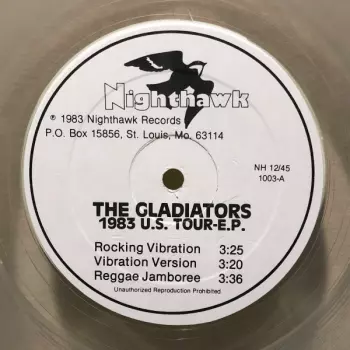 Nighthawk
℗ 1983 Nighthawk Records
P.O. Box 15856, St. Louis, Mo. 63114
NH 12/45
1003-A
THE GLADIATORS
1983 U.S. TOUR-E.P.
Rocking Vibration 3:25
Vibration Version 3:20
Reggae Jamboree 3:36
Unauthorized Reproduction Prohibited